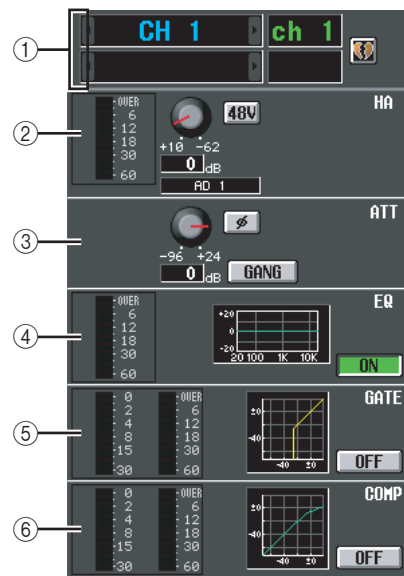 ① CH 1 ch 1
② HA
OVER
6
12
18
30
60
48V
+10 -62
0 dB
AD 1
③ ATT
ø
-96 +24
0 dB GANG
④ EQ
OVER
6
12
18
30
60
+20
0
-20
20 100 1K 10K
ON
⑤ GATE
0 OVER
2 6
4 12
8 18
15 30
30 60
±0
-40
-40 ±0
OFF
⑥ COMP
0 OVER
2 6
4 12
8 18
15 30
30 60
±0
-40
-40 ±0
OFF